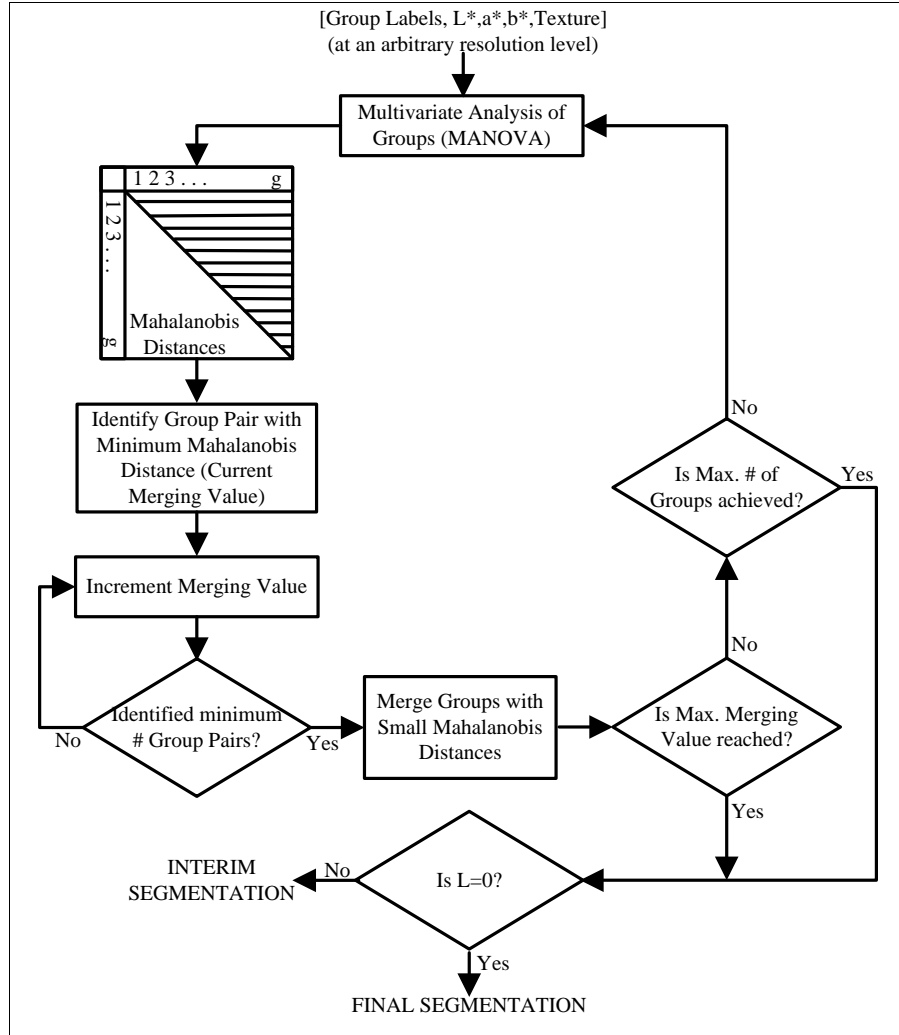 [Group Labels, L*,a*,b*,Texture]
(at an arbitrary resolution level)
Multivariate Analysis of
Groups (MANOVA)
1 2 3 . . . g
1 2 3 . . . g
Mahalanobis
Distances
Identify Group Pair with
Minimum Mahalanobis
Distance (Current
Merging Value)
Increment Merging Value
Identified minimum
# Group Pairs?
No
Yes
Merge Groups with
Small Mahalanobis
Distances
Is Max. Merging
Value reached?
No
Yes
Is Max. # of
Groups achieved?
No
Yes
Is L=0?
No
INTERIM
SEGMENTATION
Yes
FINAL SEGMENTATION